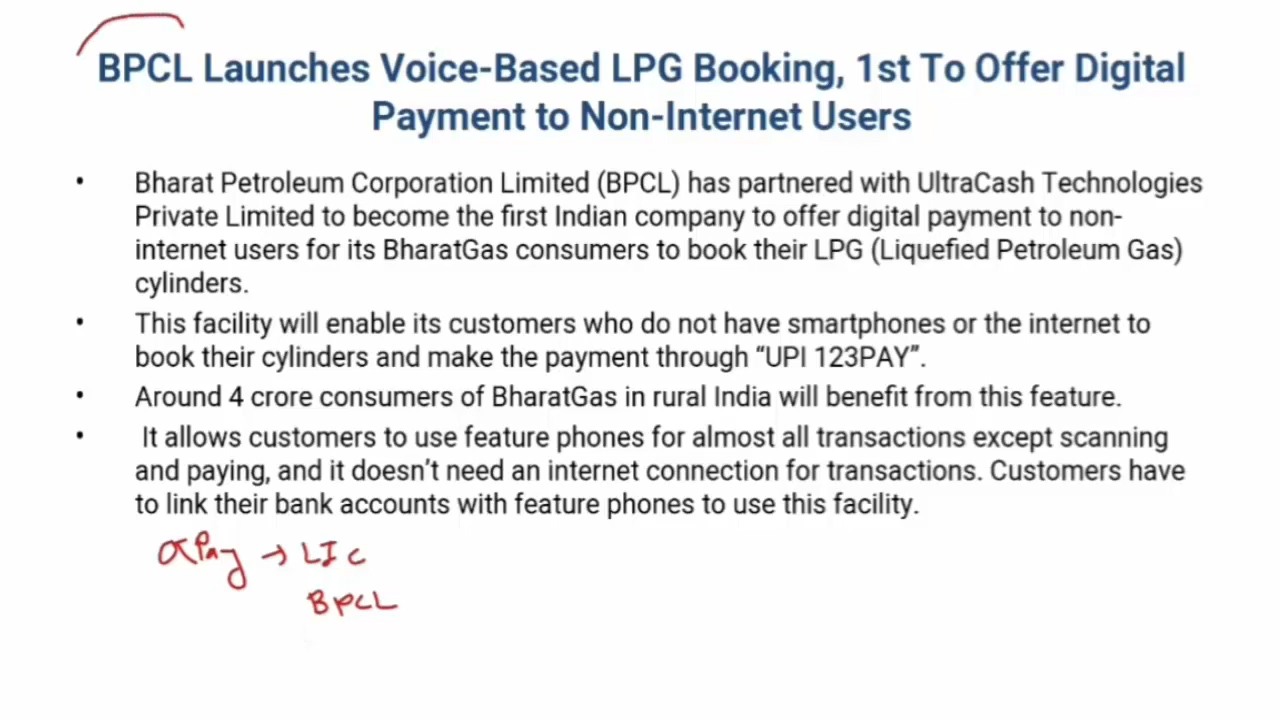 BPCL Launches Voice-Based LPG Booking, 1st To Offer Digital
Payment to Non-Internet Users
• Bharat Petroleum Corporation Limited (BPCL) has partnered with UltraCash Technologies
Private Limited to become the first Indian company to offer digital payment to non-
internet users for its BharatGas consumers to book their LPG (Liquefied Petroleum Gas)
cylinders.
• This facility will enable its customers who do not have smartphones or the internet to
book their cylinders and make the payment through “UPI 123PAY”.
• Around 4 crore consumers of BharatGas in rural India will benefit from this feature.
• It allows customers to use feature phones for almost all transactions except scanning
and paying, and it doesn’t need an internet connection for transactions. Customers have
to link their bank accounts with feature phones to use this facility.
Pay → LIC
BPCL